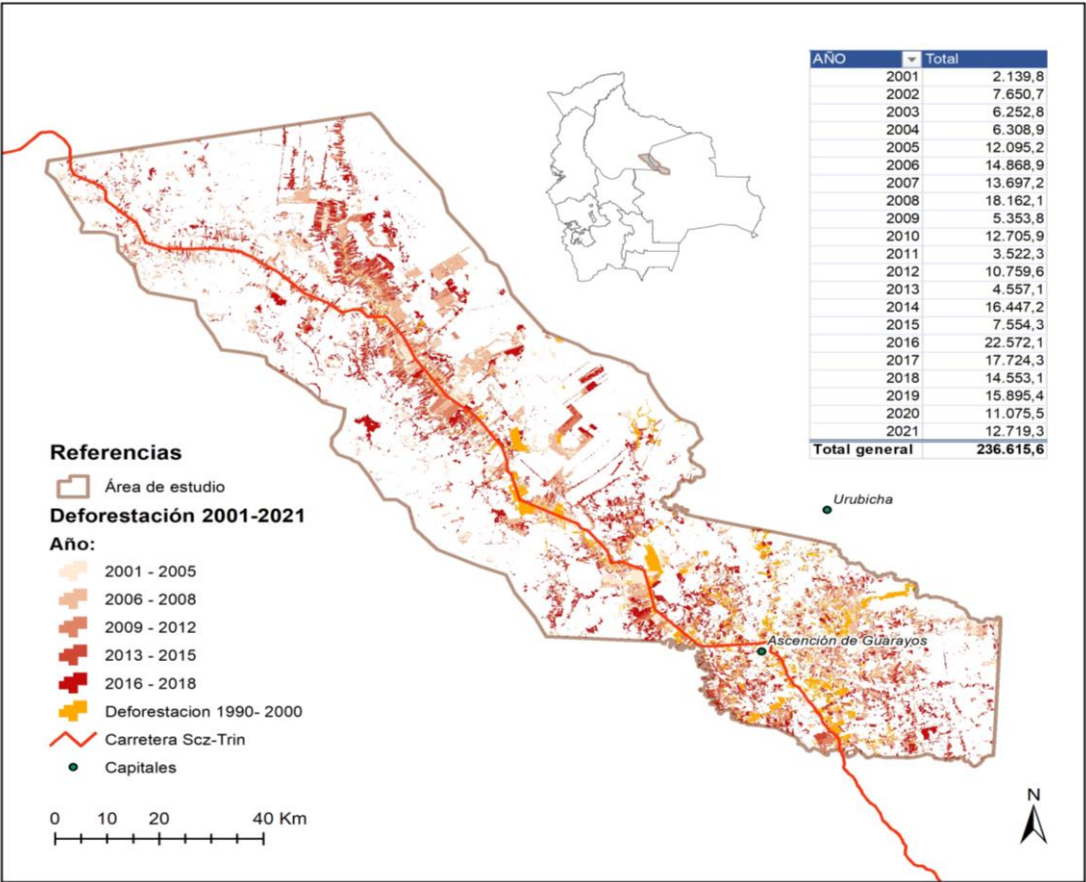 AÑO Total
2001 2.139,8
2002 7.650,7
2003 6.252,8
2004 6.308,9
2005 12.095,2
2006 14.868,9
2007 13.697,2
2008 18.162,1
2009 5.353,8
2010 12.705,9
2011 3.522,3
2012 10.759,6
2013 4.557,1
2014 16.447,2
2015 7.554,3
2016 22.572,1
2017 17.724,3
2018 14.553,1
2019 15.895,4
2020 11.075,5
2021 12.719,3
Total general 236.615,6
Urubicha
Ascención de Guarayos
Referencias
Área de estudio
Deforestación 2001-2021
Año:
2001 - 2005
2006 - 2008
2009 - 2012
2013 - 2015
2016 - 2018
Deforestacion 1990- 2000
Carretera Scz-Trin
Capitales
0 10 20 40 Km
N